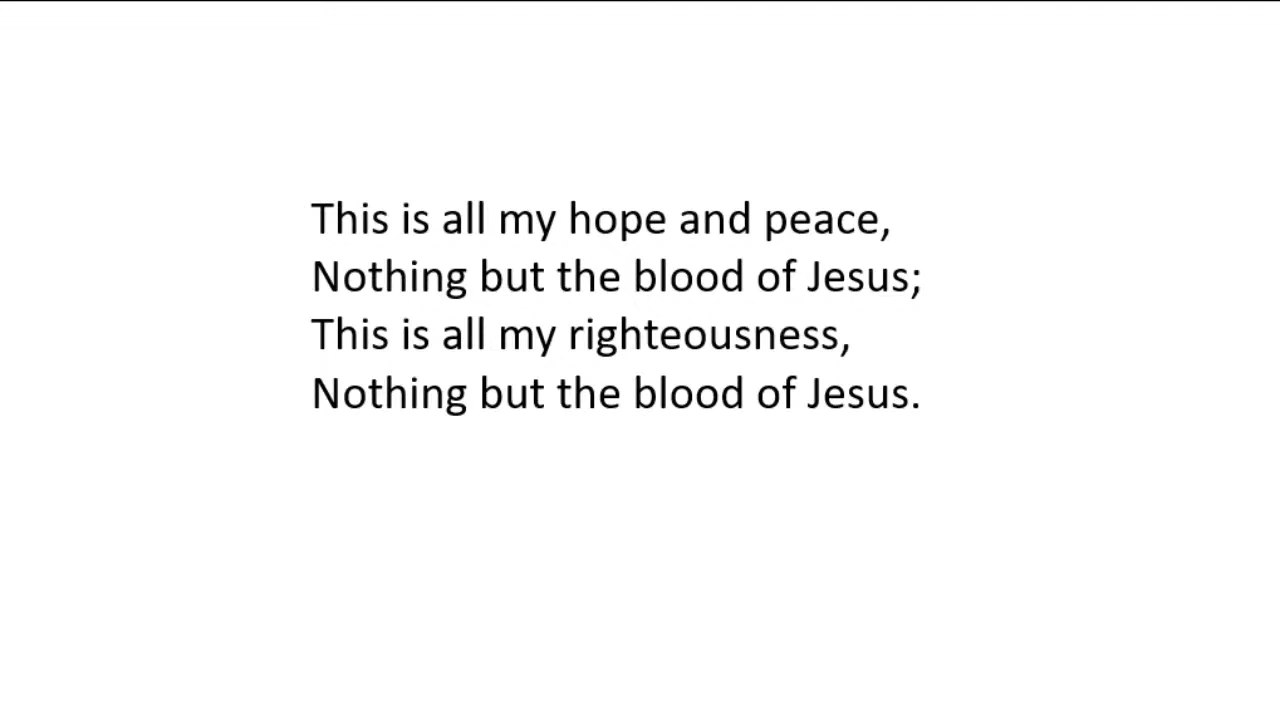 This is all my hope and peace,
Nothing but the blood of Jesus;
This is all my righteousness,
Nothing but the blood of Jesus.